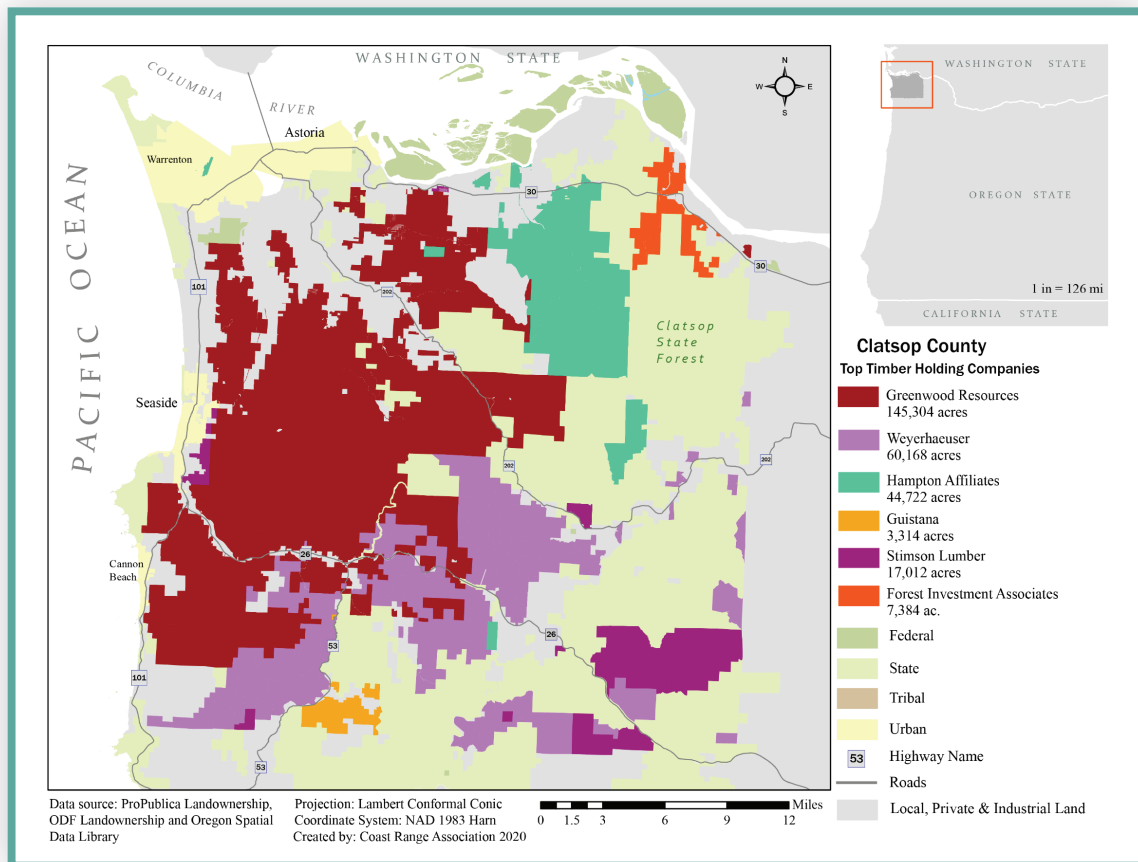 WASHINGTON STATE
COLUMBIA
RIVER
Astoria
Warrenton
N
W
E
S
30
PACIFIC OCEAN
101
202
30
Clatsop
State
Forest
Seaside
202
202
26
Cannon
Beach
53
26
101
53
WASHINGTON STATE
OREGON STATE
1 in = 126 mi
CALIFORNIA STATE
Clatsop County
Top Timber Holding Companies
Greenwood Resources
145,304 acres
Weyerhaeuser
60,168 acres
Hampton Affiliates
44,722 acres
Guistana
3,314 acres
Stimson Lumber
17,012 acres
Forest Investment Associates
7,384 ac.
Federal
State
Tribal
Urban
53 Highway Name
Roads
Local, Private & Industrial Land
Data source: ProPublica Landownership,
ODF Landownership and Oregon Spatial
Data Library
Projection: Lambert Conformal Conic
Coordinate System: NAD 1983 Harn
Created by: Coast Range Association 2020
Miles
0 1.5 3 6 9 12